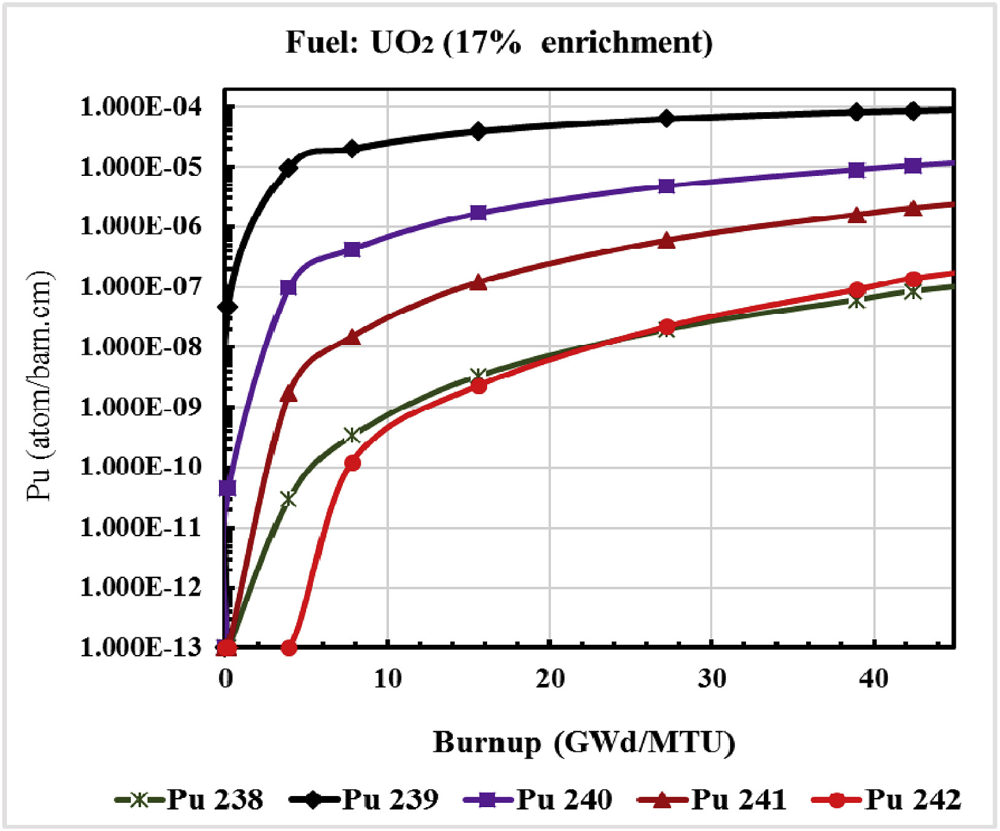 Fuel: UO2 (17% enrichment)
1.000E-04
1.000E-05
1.000E-06
1.000E-07
1.000E-08
1.000E-09
1.000E-10
1.000E-11
1.000E-12
1.000E-13
Pu (atom/barn.cm)
0 10 20 30 40
Burnup (GWd/MTU)
Pu 238 Pu 239 Pu 240 Pu 241 Pu 242